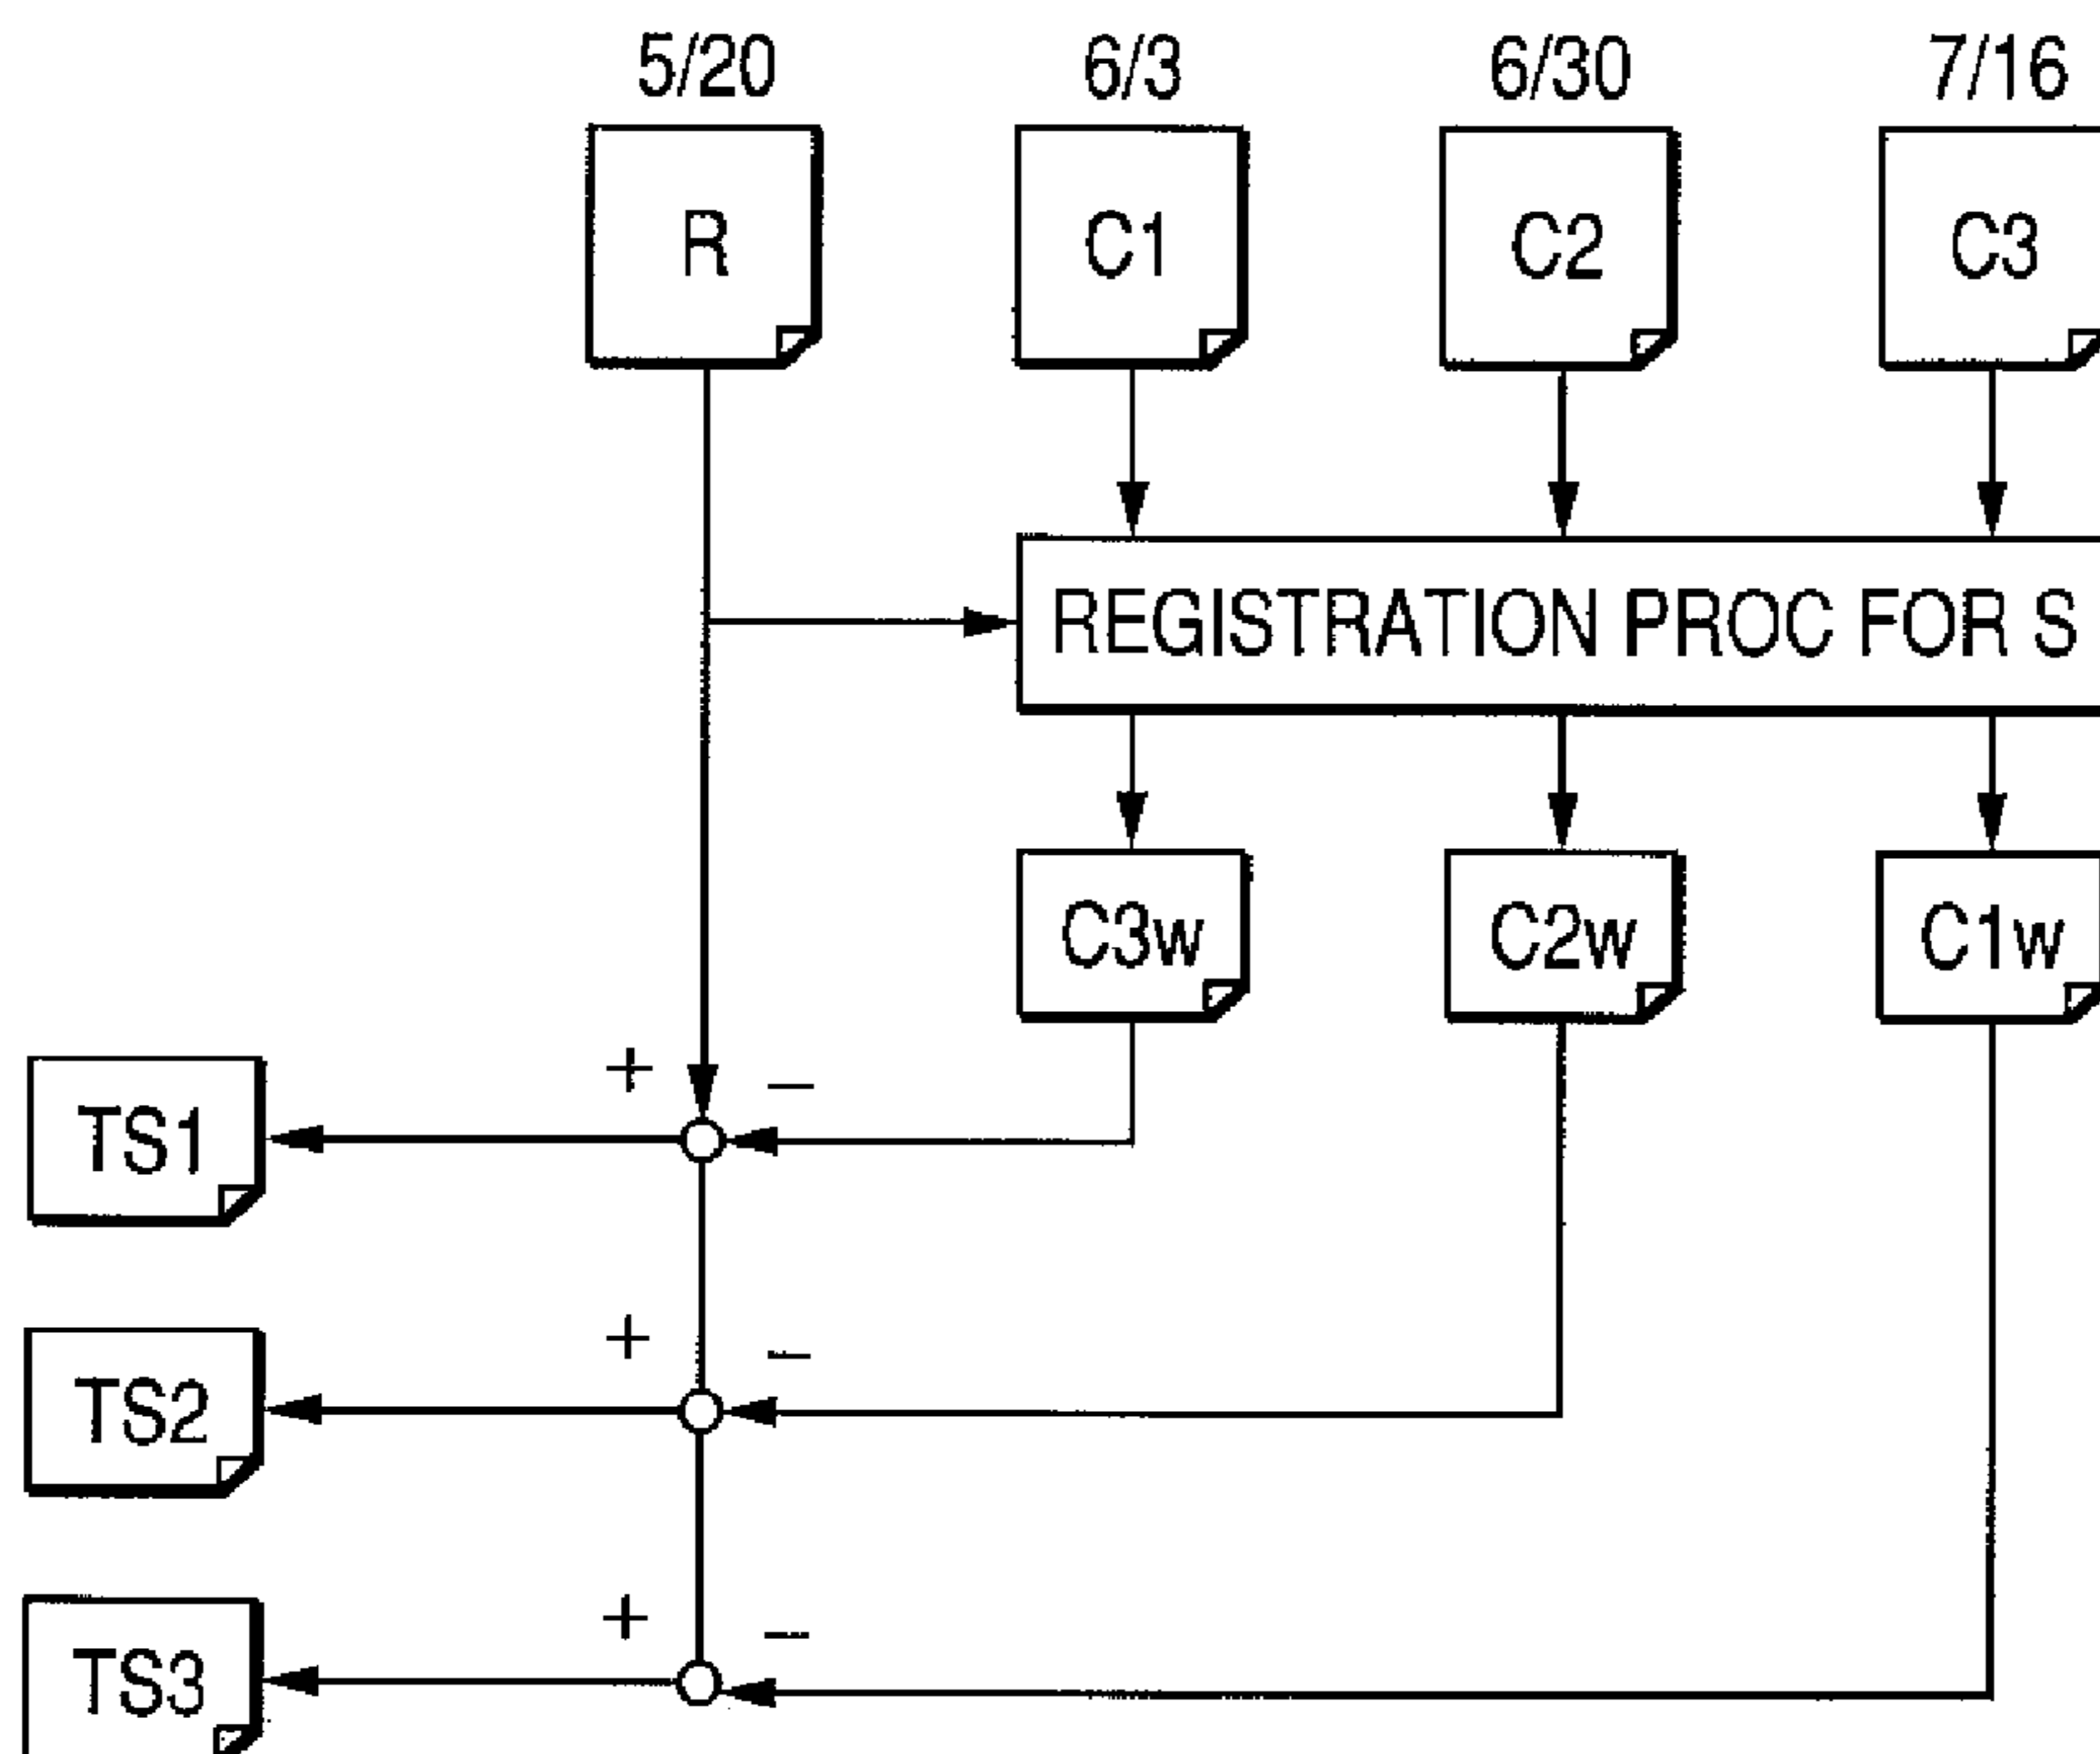 5/20 6/3 6/30 7/16
R C1 C2 C3
REGISTRATION PROC FOR S
C3w C2w C1w
+ −
TS1
+ −
TS2
+ −
TS3